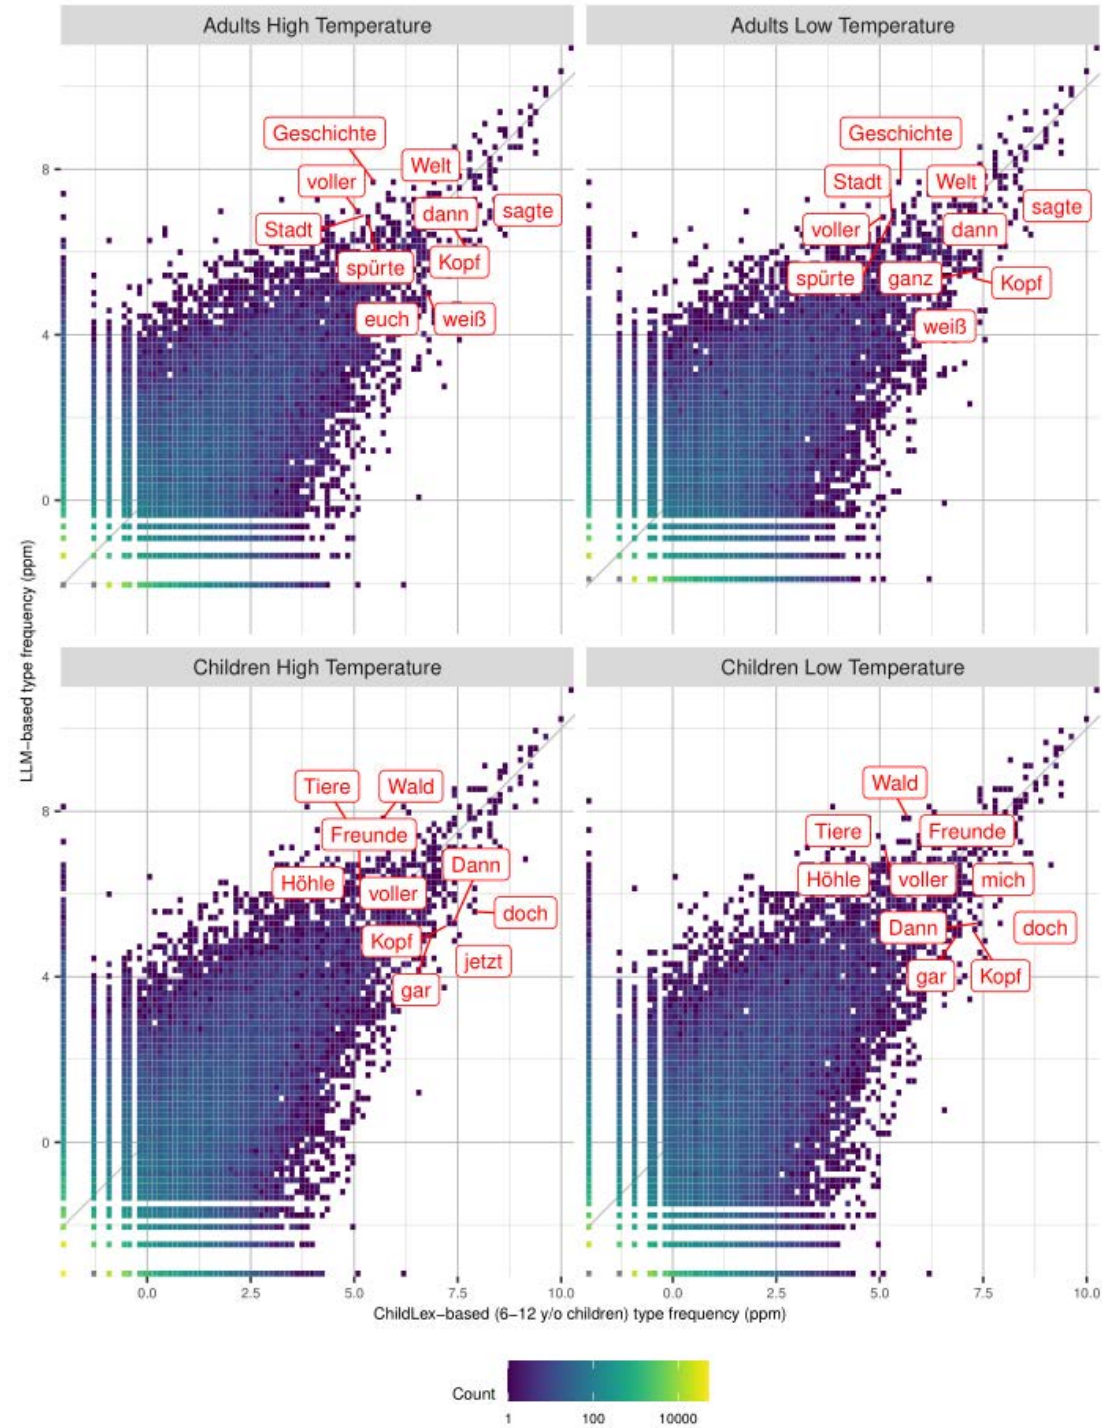 Adults High Temperature
Adults Low Temperature
Geschichte
voller
Welt
Stadt
dann
sagte
spürte
Kopf
euch
weiß
Geschichte
Stadt
Welt
voller
sagte
dann
spürte
ganz
Kopf
weiß
8
4
0
LLM−based type frequency (ppm)
Children High Temperature
Children Low Temperature
Tiere
Wald
Freunde
Dann
Höhle
voller
doch
Kopf
jetzt
gar
Wald
Tiere
Freunde
Höhle
voller
mich
Dann
doch
gar
Kopf
8
4
0
0.0 2.5 5.0 7.5 10.0
0.0 2.5 5.0 7.5 10.0
ChildLex−based (6−12 y/o children) type frequency (ppm)
Count
1 100 10000